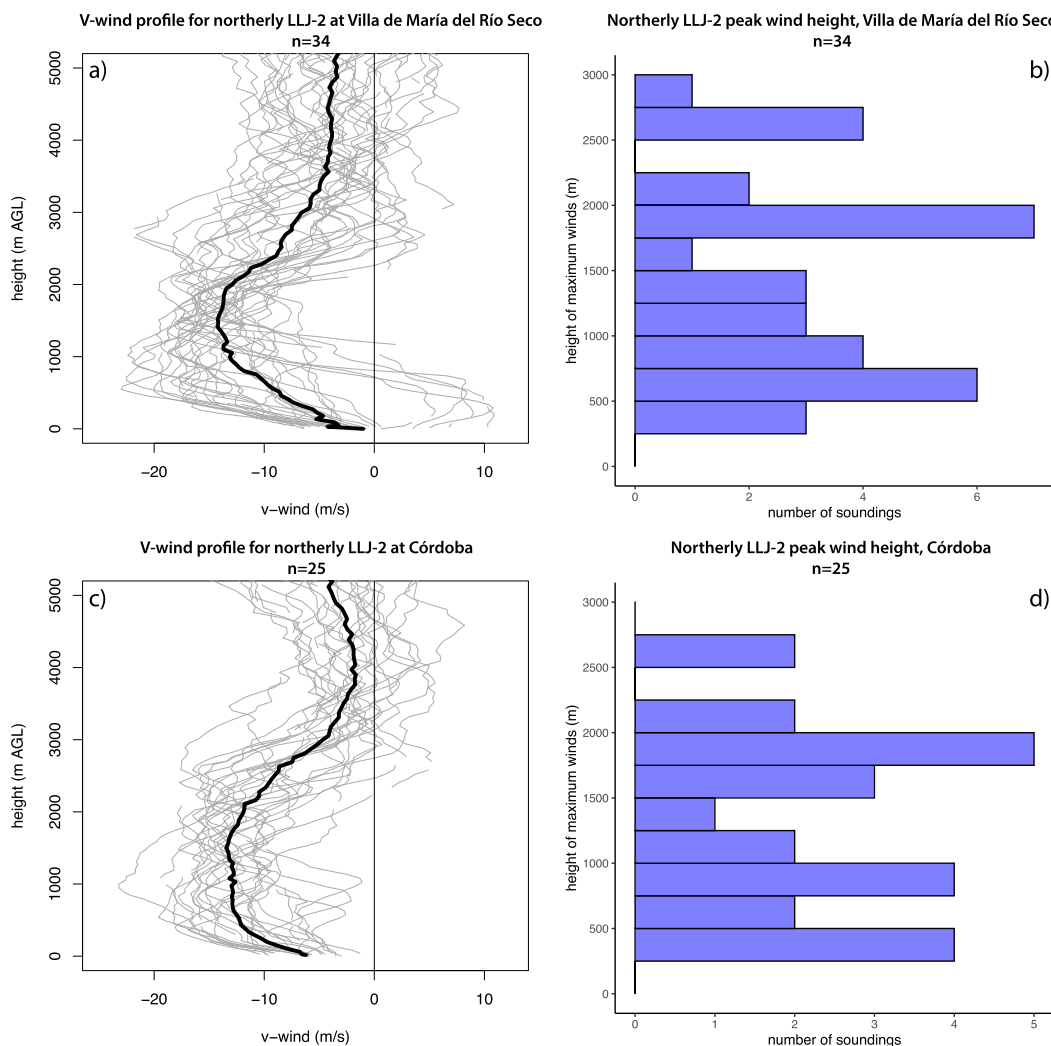 V-wind profile for northerly LLJ-2 at Villa de María del Río Seco
n=34
a)
5000
4000
3000
2000
1000
0
height (m AGL)
−20 −10 0 10
v−wind (m/s)
Northerly LLJ-2 peak wind height, Villa de María del Río Seco
n=34
b)
3000
2500
2000
1500
1000
500
0
height of maximum winds (m)
0 2 4 6
number of soundings
V-wind profile for northerly LLJ-2 at Córdoba
n=25
c)
5000
4000
3000
2000
1000
0
height (m AGL)
−20 −10 0 10
v−wind (m/s)
Northerly LLJ-2 peak wind height, Córdoba
n=25
d)
3000
2500
2000
1500
1000
500
0
height of maximum winds (m)
0 1 2 3 4 5
number of soundings